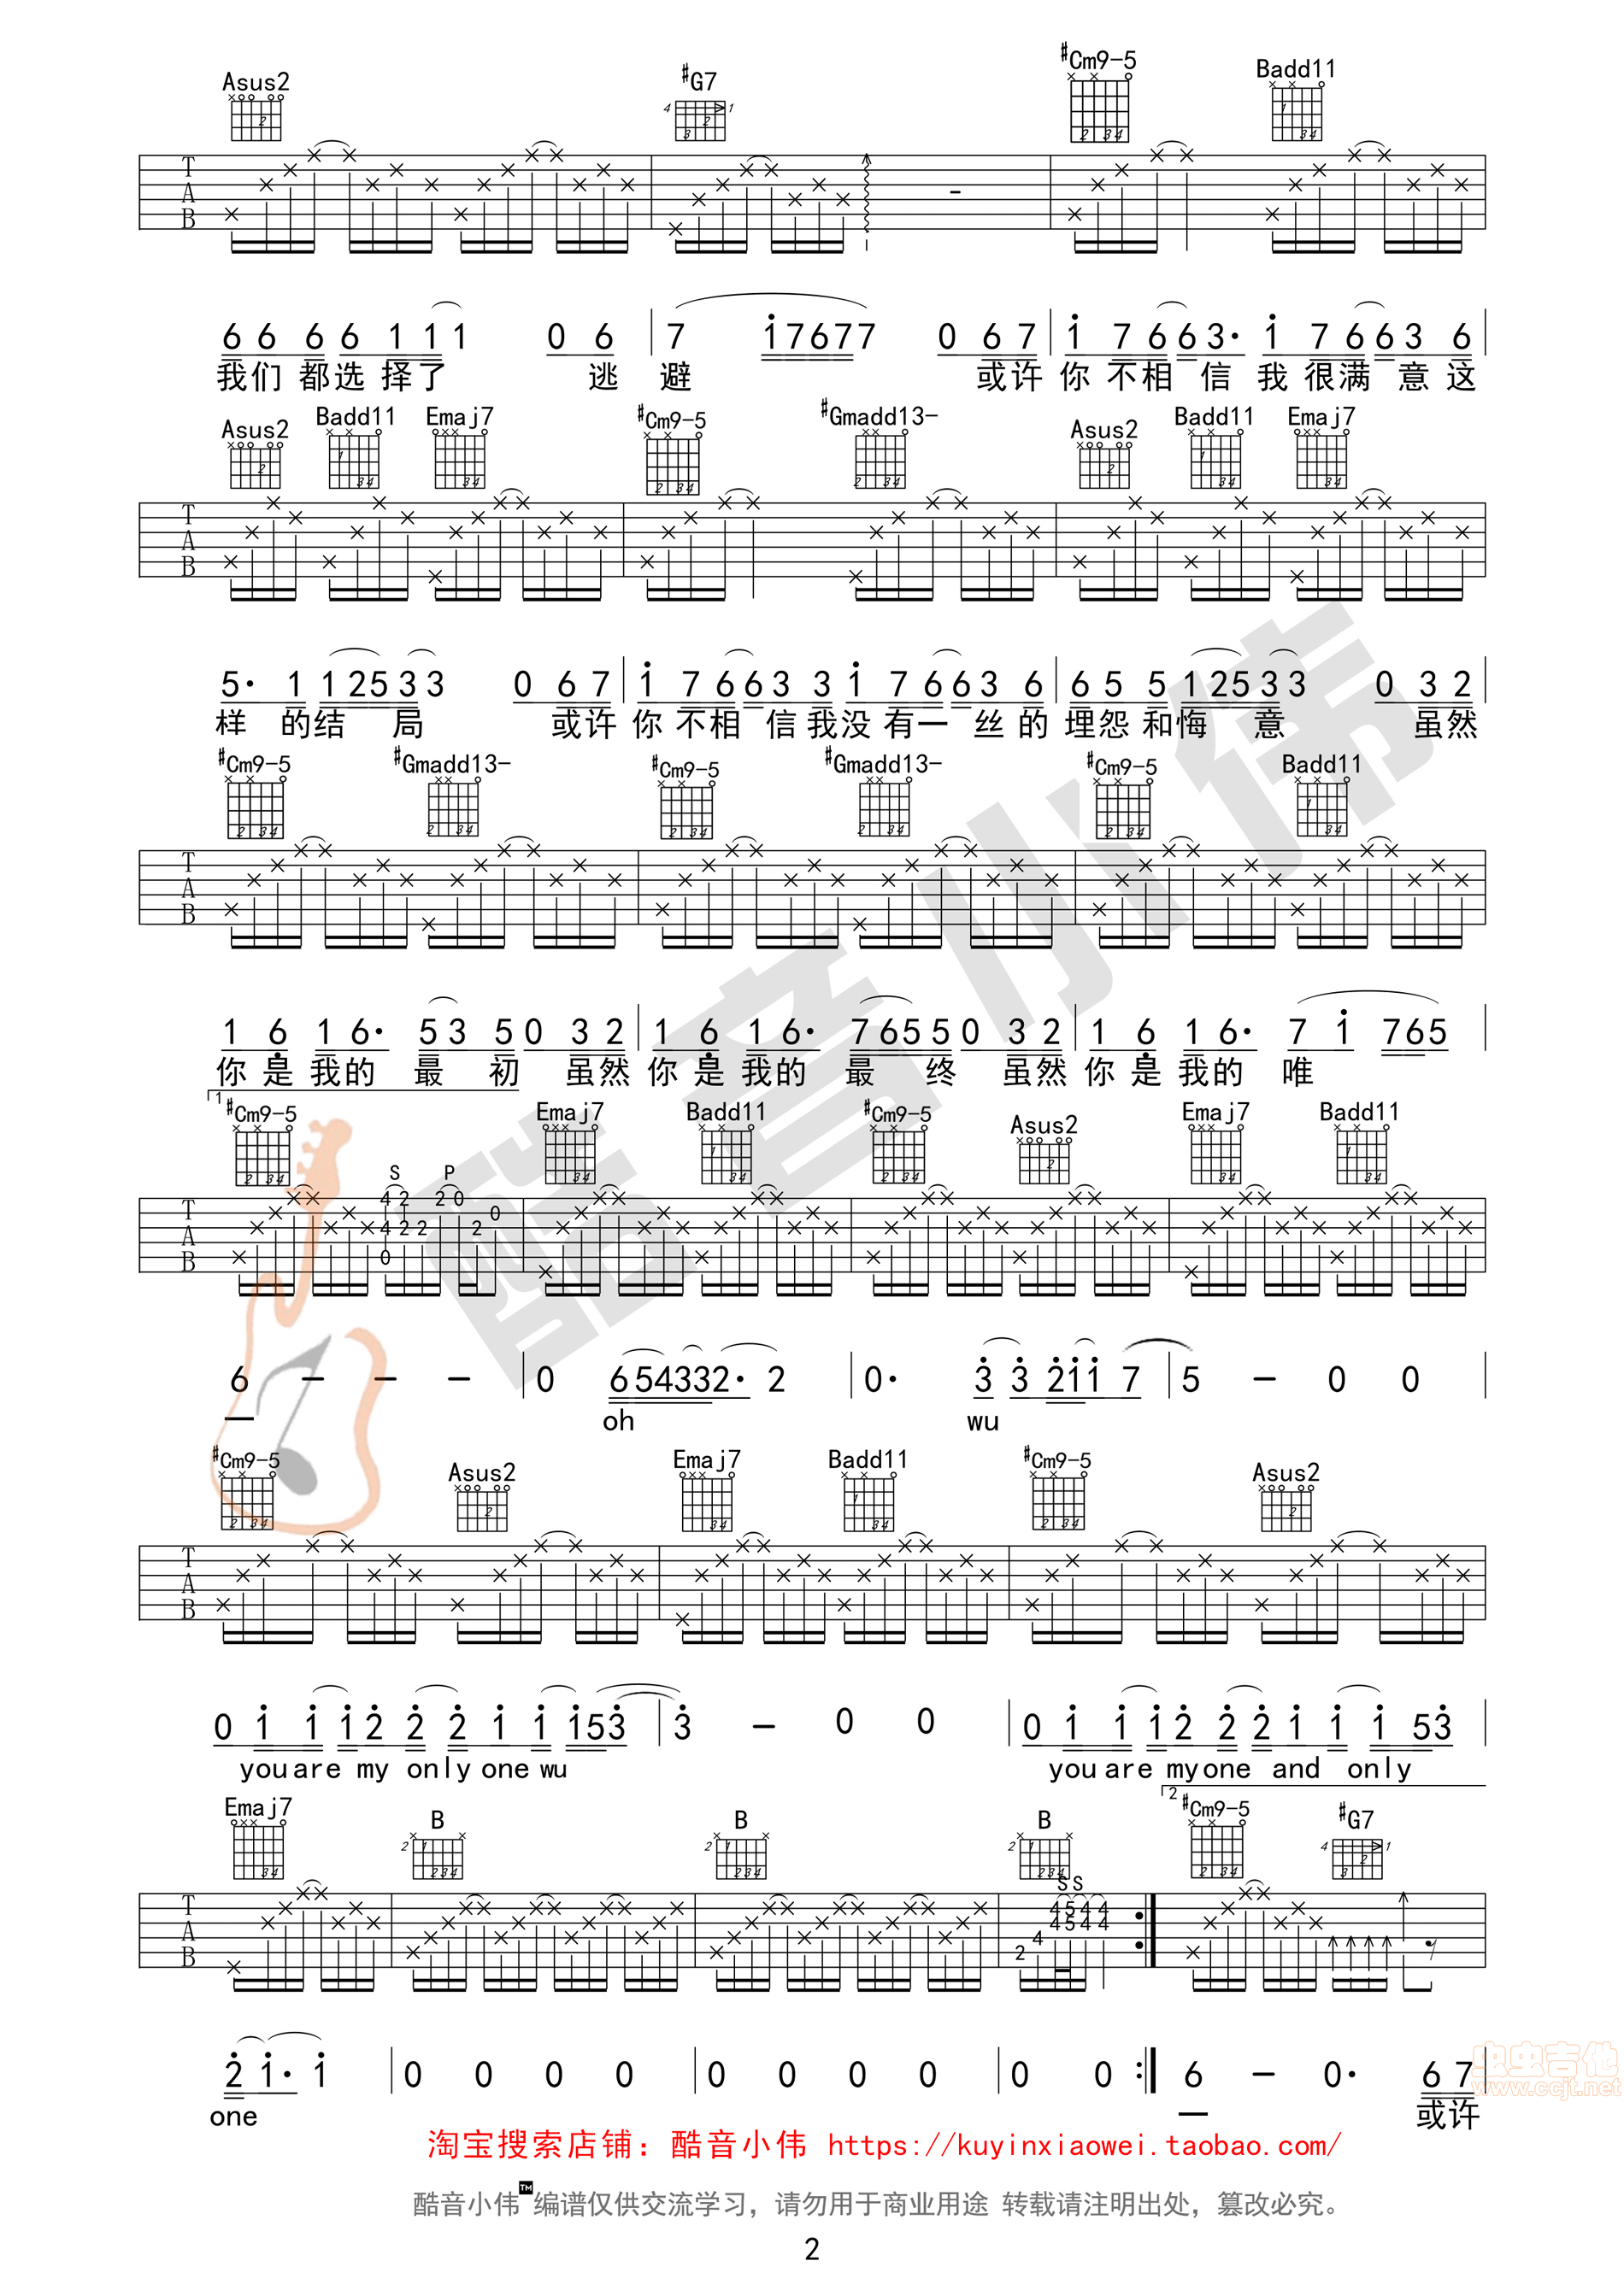 Asus2 #G7 #Cm9-5 Badd11
6 6 6 6 1 1 1 0 6 | 7 1 7 6 7 7 0 6 7 | 1 7 6 6 3· 1 7 6 6 3 6 |
我们 都选 择了 逃 避 或许 你 不相 信 我 很满 意 这
Asus2 Badd11 Emaj7 #Cm9-5 #Gmadd13- Asus2 Badd11 Emaj7
5· 1 1 2 5 3 3 0 6 7 | 1 7 6 6 3 3 1 7 6 6 3 6 | 6 5 5 1 2 5 3 3 0 3 2 |
样 的结 局 或许 你 不相 信我没 有一 丝 的 埋怨 和悔 意 虽然
#Cm9-5 #Gmadd13- #Cm9-5 #Gmadd13- #Cm9-5 Badd11
1 6 1 6· 5 3 5 0 3 2 | 1 6 1 6· 7 6 5 5 0 3 2 | 1 6 1 6· 7 1 7 6 5 |
你 是 我的 最 初 虽然 你 是 我的 最 终 虽然 你 是 我的 唯
1 #Cm9-5 Emaj7 Badd11 #Cm9-5 Asus2 Emaj7 Badd11
S P
4 2 2 0
0
4 2 2 2
0
6 - - - | 0 6 5 4 3 3 2· 2 | 0· 3 3 2 1 1 7 | 5 - 0 0 |
一 oh wu
#Cm9-5 Asus2 Emaj7 Badd11 #Cm9-5 Asus2
0 1 1 1 2 2 2 1 1 1 5 3 | 3 - 0 0 | 0 1 1 1 2 2 2 1 1 1 5 3 |
you are my only one wu you are my one and only
Emaj7 B B B 2 #Cm9-5 #G7
S S
4 5 4 4
4 5 4 4
4
2
2 1· 1 | 0 0 0 0 | 0 0 0 0 | 0 0 :| 6 - 0· 6 7
one 一 或许
淘宝搜索店铺：酷音小伟 https://kuyinxiaowei.taobao.com/
酷音小伟™编谱仅供交流学习，请勿用于商业用途 转载请注明出处，篡改必究。
2
酷音小伟
虫虫吉他
www.ccjt.net